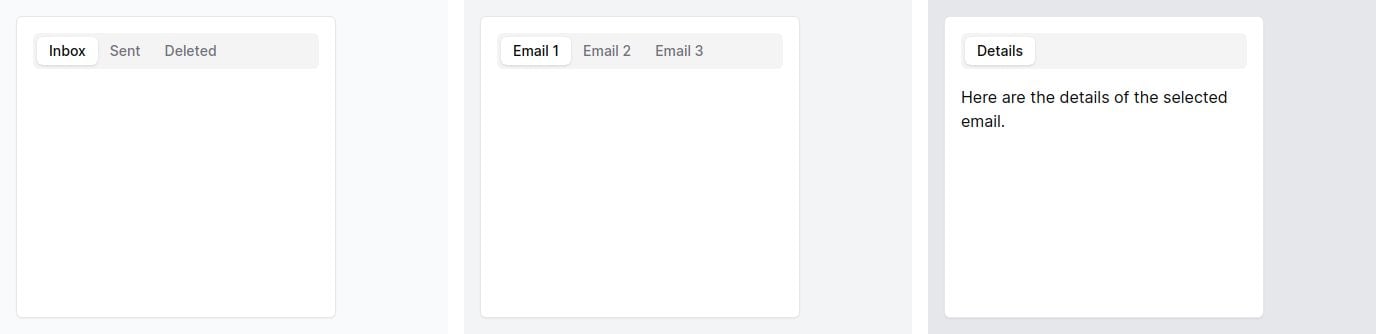 Inbox Sent Deleted
Email 1 Email 2 Email 3
Details
Here are the details of the selected
email.